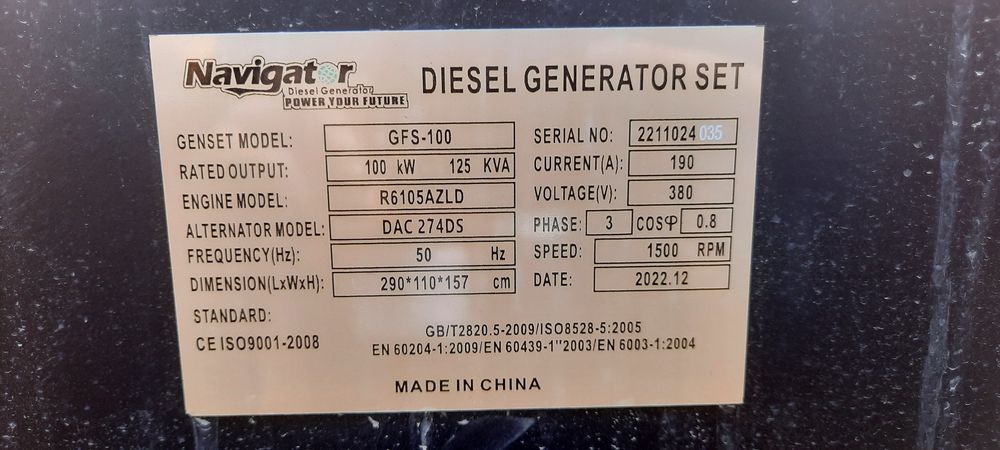 Navigator
Diesel Generator
POWER YOUR FUTURE
DIESEL GENERATOR SET
GENSET MODEL: GFS-100
SERIAL NO: 2211024035
RATED OUTPUT: 100 kW 125 KVA
CURRENT(A): 190
ENGINE MODEL: R6105AZLD
VOLTAGE(V): 380
ALTERNATOR MODEL: DAC 274DS
PHASE: 3 COSφ 0.8
FREQUENCY(Hz): 50 Hz
SPEED: 1500 RPM
DIMENSION(LxWxH): 290*110*157 cm
DATE: 2022.12
STANDARD:
CE ISO9001-2008
GB/T2820.5-2009/ISO8528-5:2005
EN 60204-1:2009/EN 60439-1"2003/EN 6003-1:2004
MADE IN CHINA